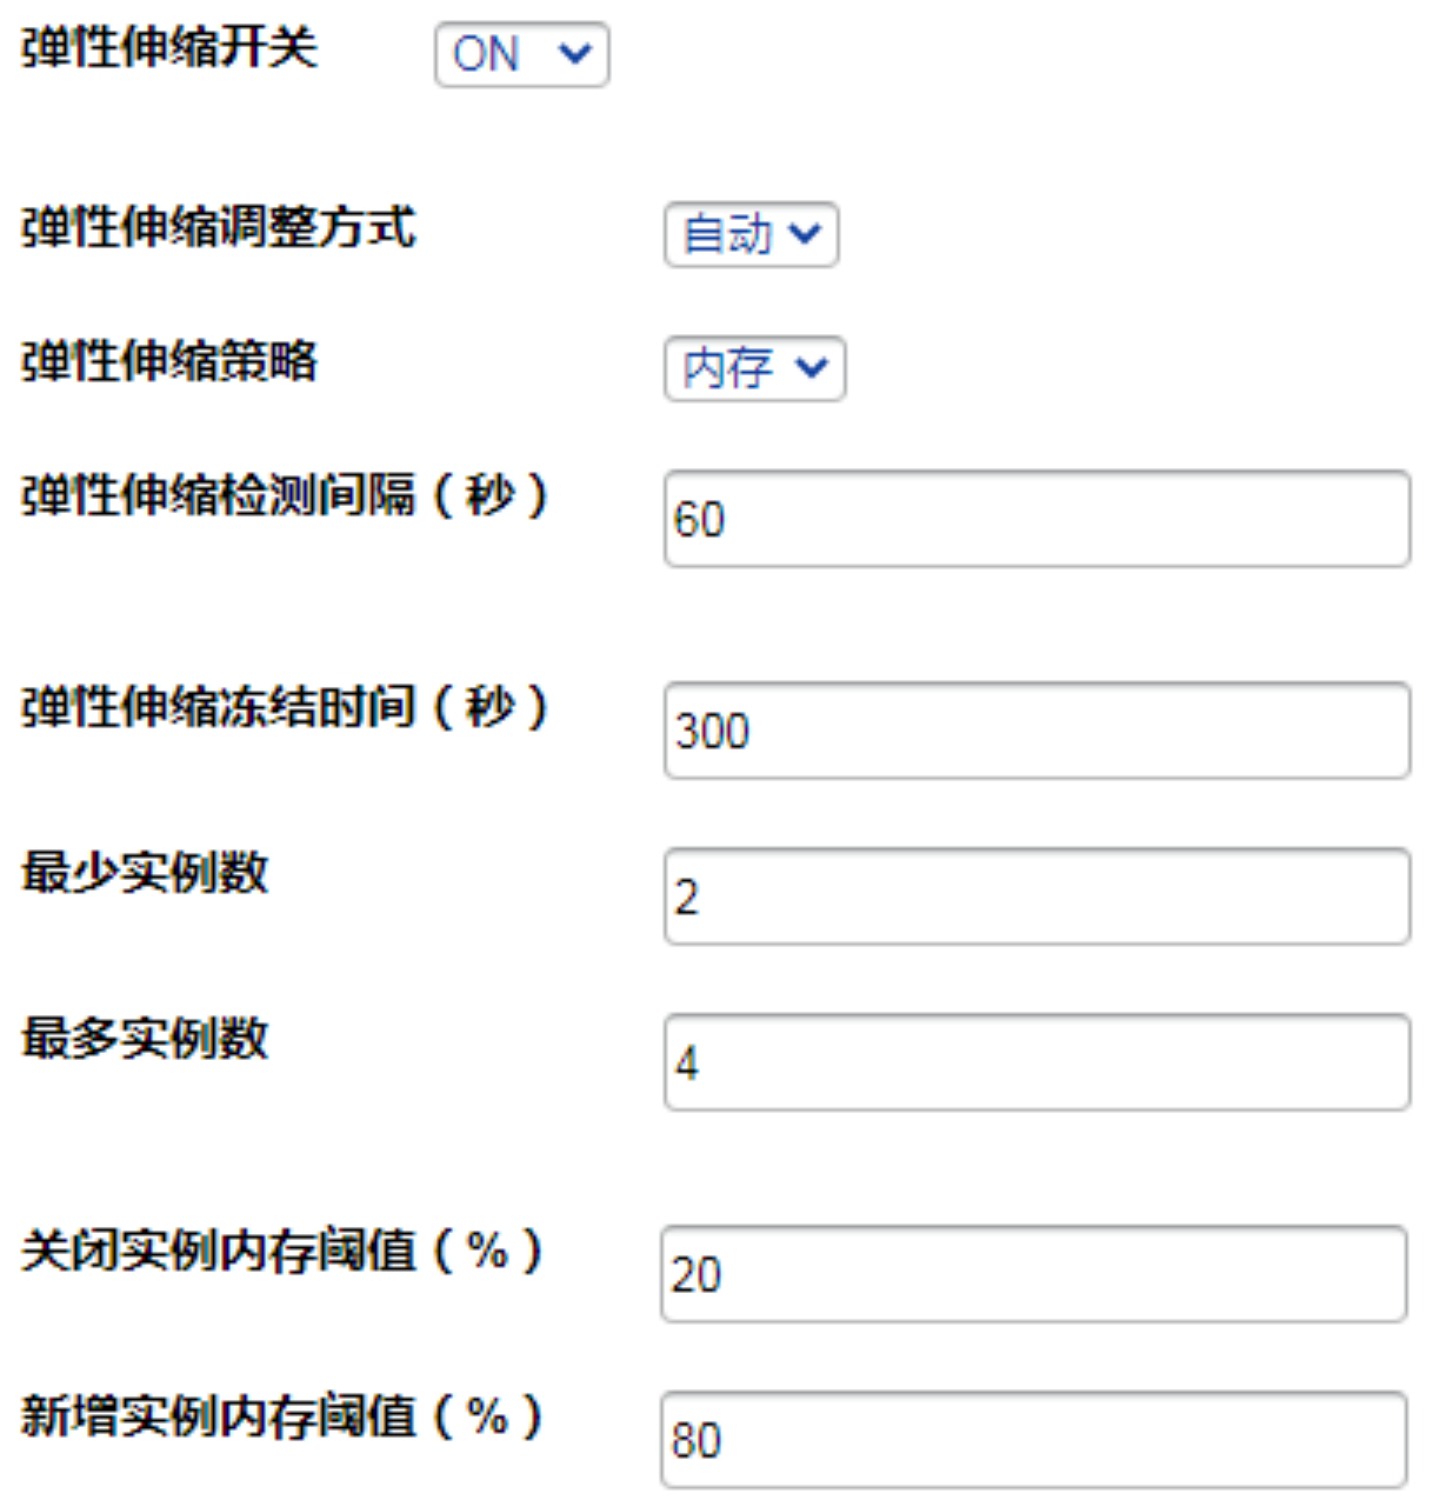 弹性伸缩开关 ON
弹性伸缩调整方式 自动
弹性伸缩策略 内存
弹性伸缩检测间隔（秒） 60
弹性伸缩冻结时间（秒） 300
最少实例数 2
最多实例数 4
关闭实例内存阈值（%） 20
新增实例内存阈值（%） 80